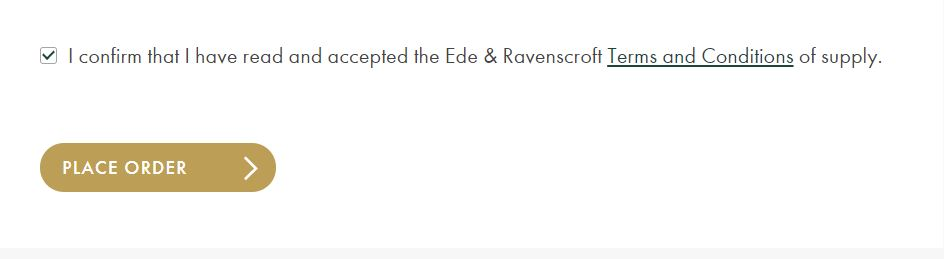 I confirm that I have read and accepted the Ede & Ravenscroft Terms and Conditions of supply.
PLACE ORDER